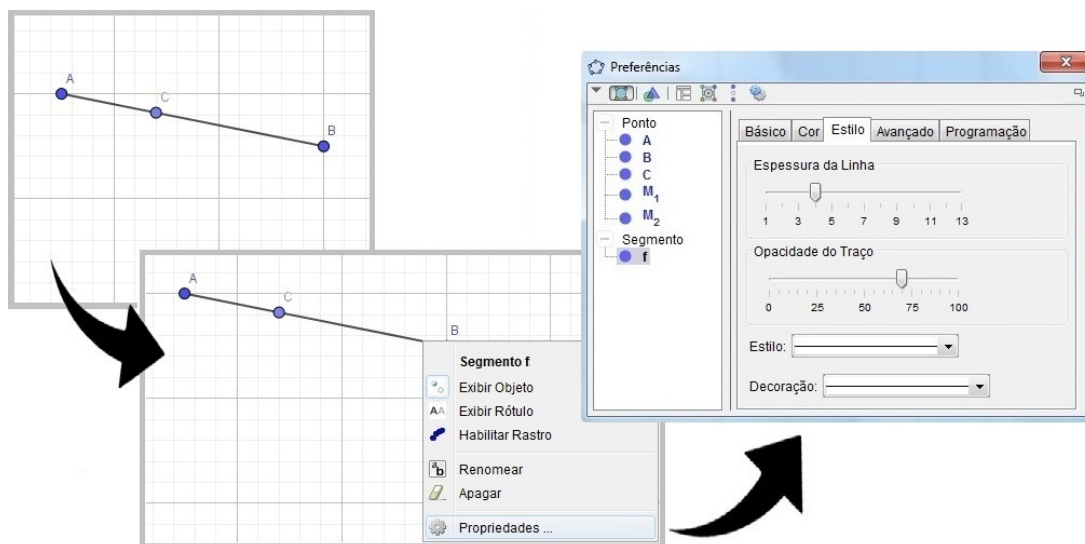 A
C
B
A
C
B
Segmento f
Exibir Objeto
AA Exibir Rótulo
Habilitar Rastro
ab Renomear
Apagar
Propriedades ...
Preferências
Ponto
A
B
C
M1
M2
Segmento
f
Básico Cor Estilo Avançado Programação
Espessura da Linha
1 3 5 7 9 11 13
Opacidade do Traço
0 25 50 75 100
Estilo:
Decoração: